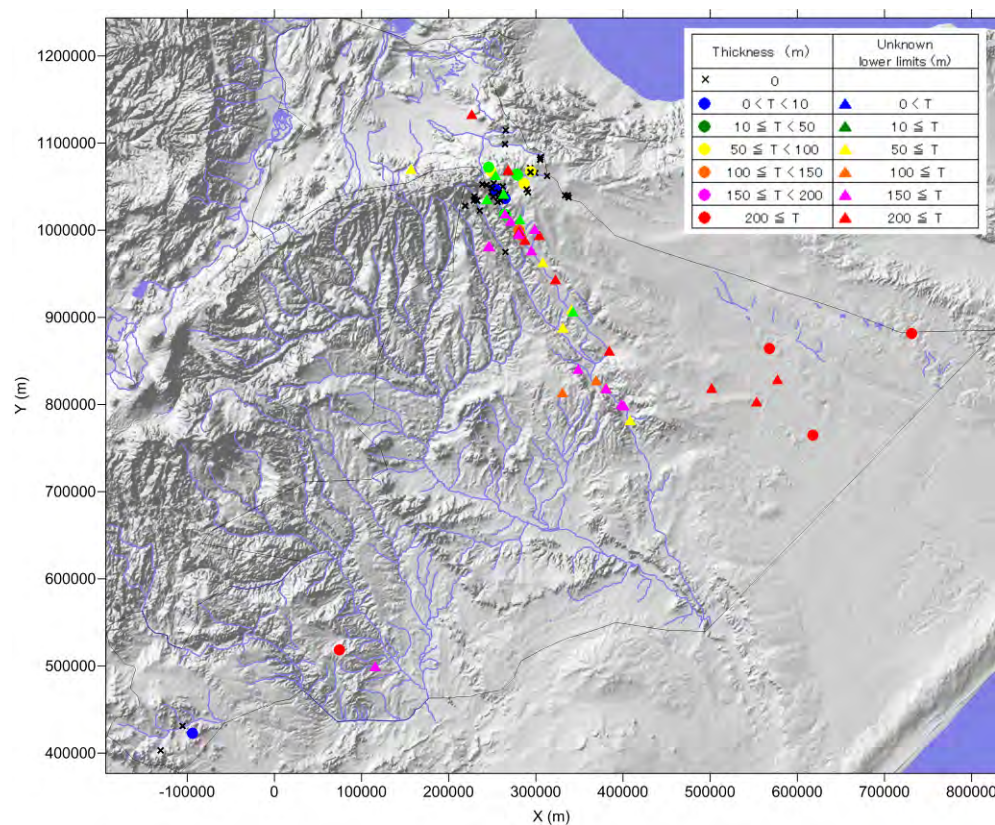 Thickness (m) Unknown lower limits (m)
× 0
0 < T < 10 0 < T
10 ≦ T < 50 10 ≦ T
50 ≦ T < 100 50 ≦ T
100 ≦ T < 150 100 ≦ T
150 ≦ T < 200 150 ≦ T
200 ≦ T 200 ≦ T
1200000
1100000
1000000
900000
800000
700000
600000
500000
400000
Y (m)
-100000 0 100000 200000 300000 400000 500000 600000 700000 800000
X (m)